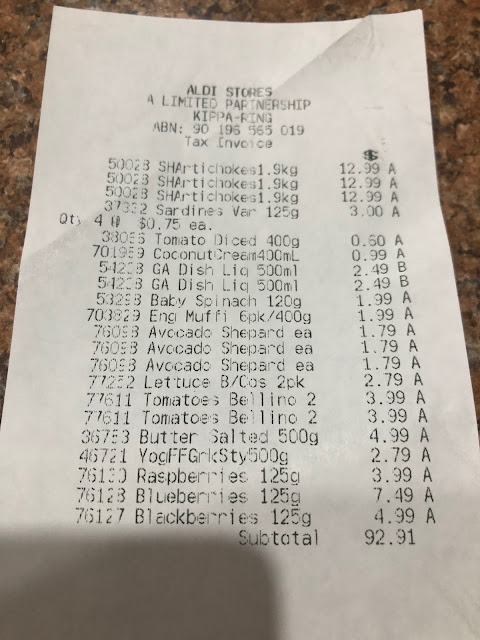 ALDI STORES
A LIMITED PARTNERSHIP
KIPPA-RING
ABN: 90 196 565 019
Tax Invoice
$
50028 SHArtichokes1.9kg 12.99 A
50028 SHArtichokes1.9kg 12.99 A
50028 SHArtichokes1.9kg 12.99 A
37332 Sardines Var 125g 3.00 A
Qty 4 @ $0.75 ea.
38056 Tomato Diced 400g 0.60 A
701959 CoconutCream400mL 0.99 A
54228 GA Dish Liq 500ml 2.49 B
54228 GA Dish Liq 500ml 2.49 B
53298 Baby Spinach 120g 1.99 A
703829 Eng Muffi 6pk/400g 1.99 A
76098 Avocado Shepard ea 1.79 A
76098 Avocado Shepard ea 1.79 A
76098 Avocado Shepard ea 1.79 A
77252 Lettuce B/Cos 2pk 2.79 A
77611 Tomatoes Bellino 2 3.99 A
77611 Tomatoes Bellino 2 3.99 A
36753 Butter Salted 500g 4.99 A
46721 YogFFGrkSty500g 2.79 A
76130 Raspberries 125g 3.99 A
76128 Blueberries 125g 7.49 A
76127 Blackberries 125g 4.99 A
Subtotal 92.91